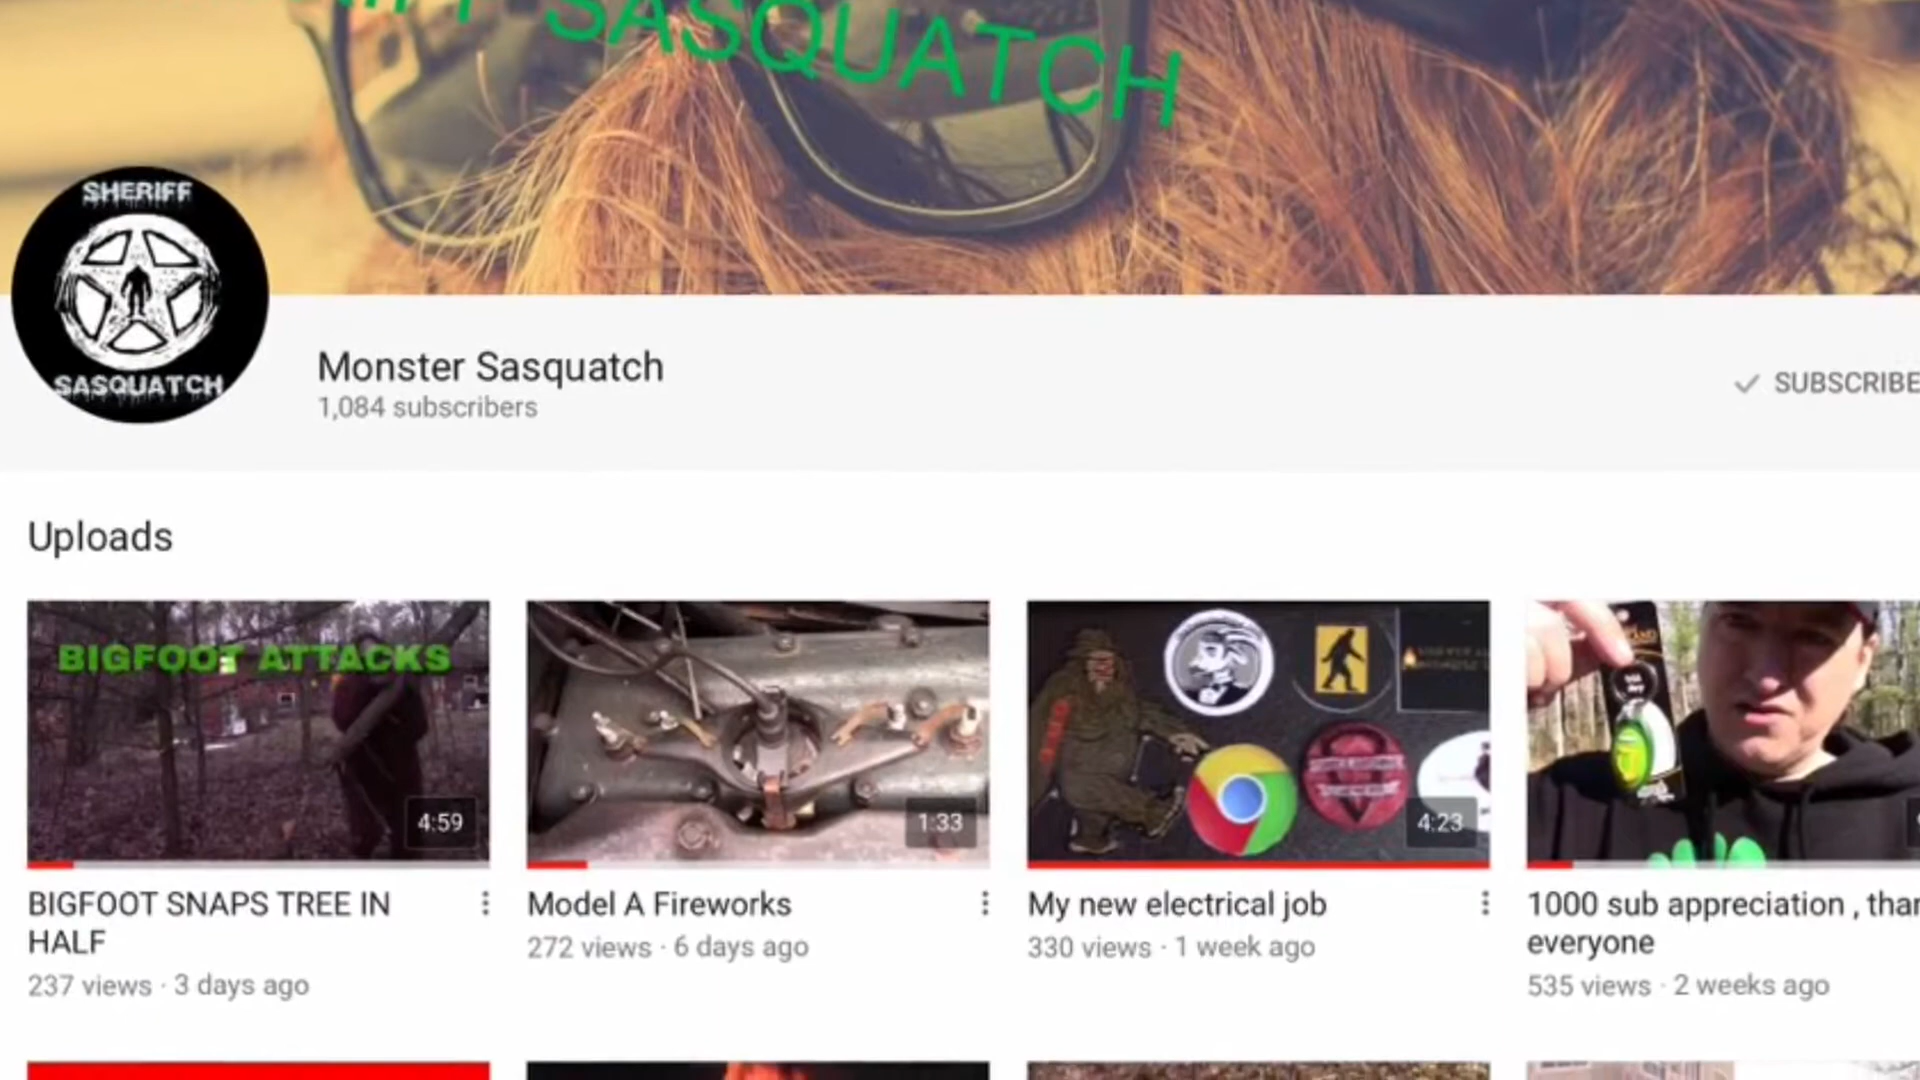 SASQUATCH
SHERIFF
SASQUATCH
Monster Sasquatch
1,084 subscribers
SUBSCRIBE
Uploads
BIGFOOT ATTACKS
4:59
1:33
4:23
BIGFOOT SNAPS TREE IN
HALF
237 views · 3 days ago
Model A Fireworks
272 views · 6 days ago
My new electrical job
330 views · 1 week ago
1000 sub appreciation , than
everyone
535 views · 2 weeks ago